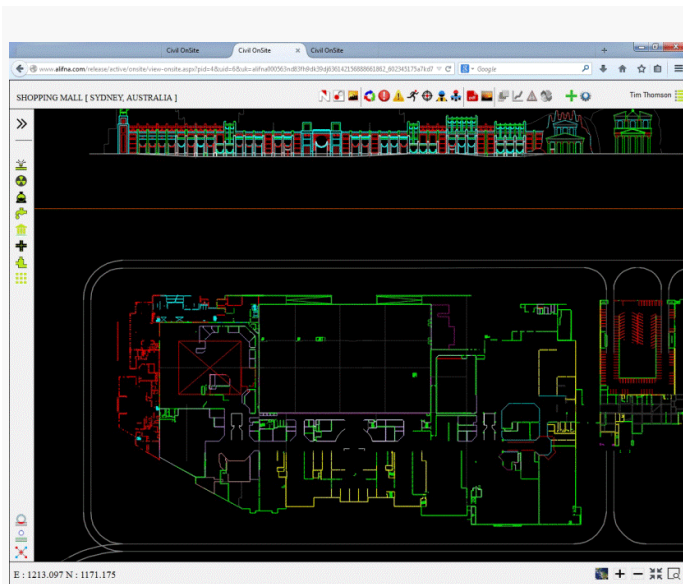 Civil OnSite
Civil OnSite
Civil OnSite
Google
SHOPPING MALL [ SYDNEY, AUSTRALIA ]
Tim Thomson
E : 1213.097 N : 1171.175